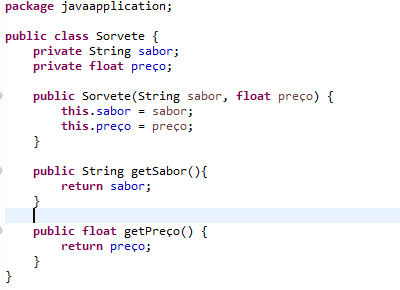 package javaapplication;
public class Sorvete {
private String sabor;
private float preço;
public Sorvete(String sabor, float preço) {
this.sabor = sabor;
this.preço = preço;
}
public String getSabor(){
return sabor;
}
public float getPreço() {
return preço;
}
}